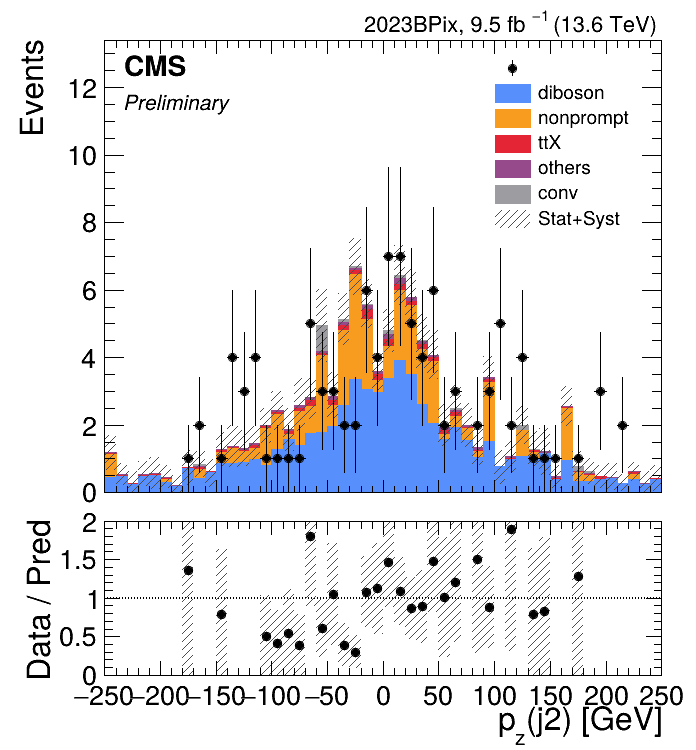 2023BPix, 9.5 fb⁻¹ (13.6 TeV)
Events
CMS
Preliminary
diboson
nonprompt
ttX
others
conv
Stat+Syst
12
10
8
6
4
2
0
Data / Pred
2
1.5
1
0.5
0
−250 −200 −150 −100 −50 0 50 100 150 200 250
p_z(j2) [GeV]